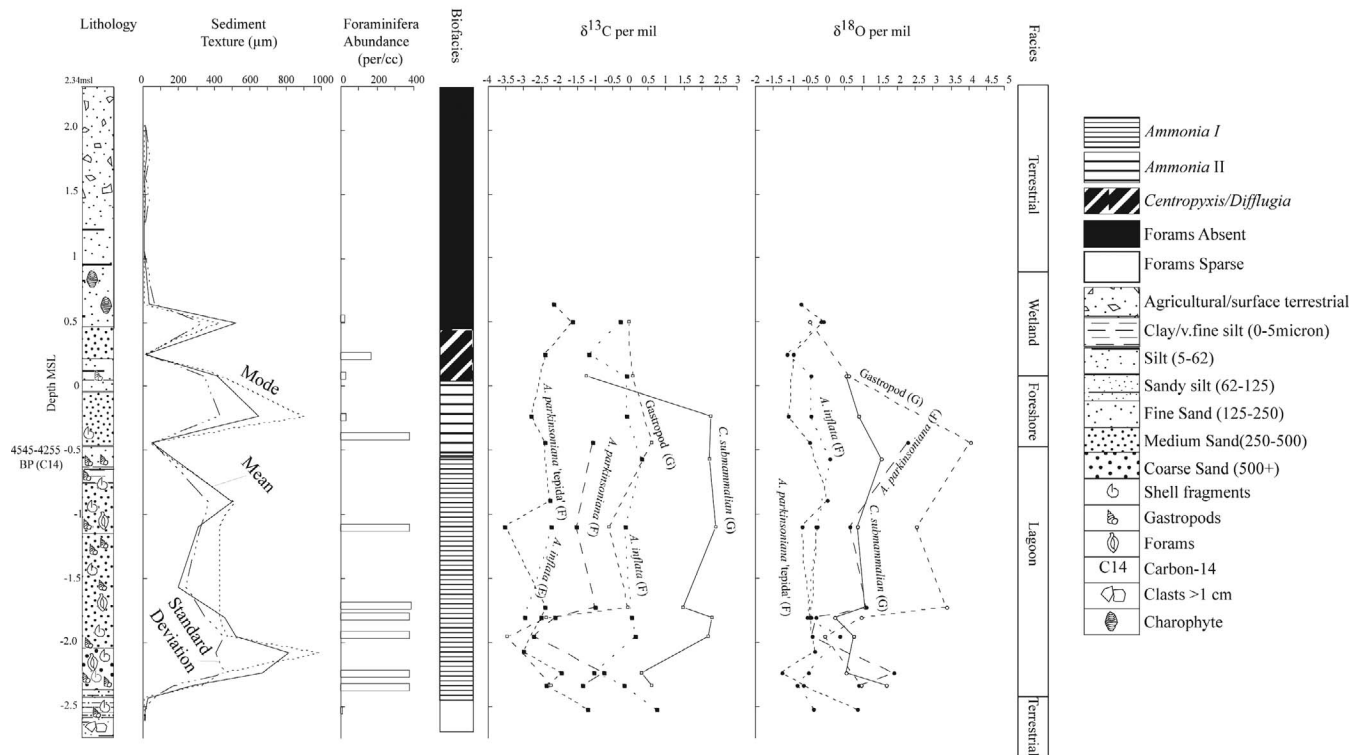 Lithology
Sediment
Texture (µm)
Foraminifera
Abundance
(per/cc)
Biofacies
δ13C per mil
δ18O per mil
Facies
2.34msl
0 200 400 600 800 1000
0 200 400
-4 -3.5 -3 -2.5 -2 -1.5 -1 -0.5 0 0.5 1 1.5 2 2.5 3
-2 -1.5 -1 -0.5 0 0.5 1 1.5 2 2.5 3 3.5 4 4.5 5
2.0
1.5
1
0.5
0
-0.5
-1
-1.5
-2.0
-2.5
Depth MSL
4545-4255
BP (C14)
Mode
Mean
Standard
Deviation
A. parkinsoniana 'tepida' (F)
A. inflata (F)
A. parkinsoniana (F)
A. inflata (F)
Gastropod (G)
C. submammalian (G)
A. parkinsoniana 'tepida' (F)
A. inflata (F)
Gastropod (G)
A. parkinsoniana (F)
C. submammalian (G)
Terrestrial
Wetland
Foreshore
Lagoon
Terrestrial
Ammonia I
Ammonia II
Centropyxis/Difflugia
Forams Absent
Forams Sparse
Agricultural/surface terrestrial
Clay/v.fine silt (0-5micron)
Silt (5-62)
Sandy silt (62-125)
Fine Sand (125-250)
Medium Sand(250-500)
Coarse Sand (500+)
Shell fragments
Gastropods
Forams
C14 Carbon-14
Clasts >1 cm
Charophyte